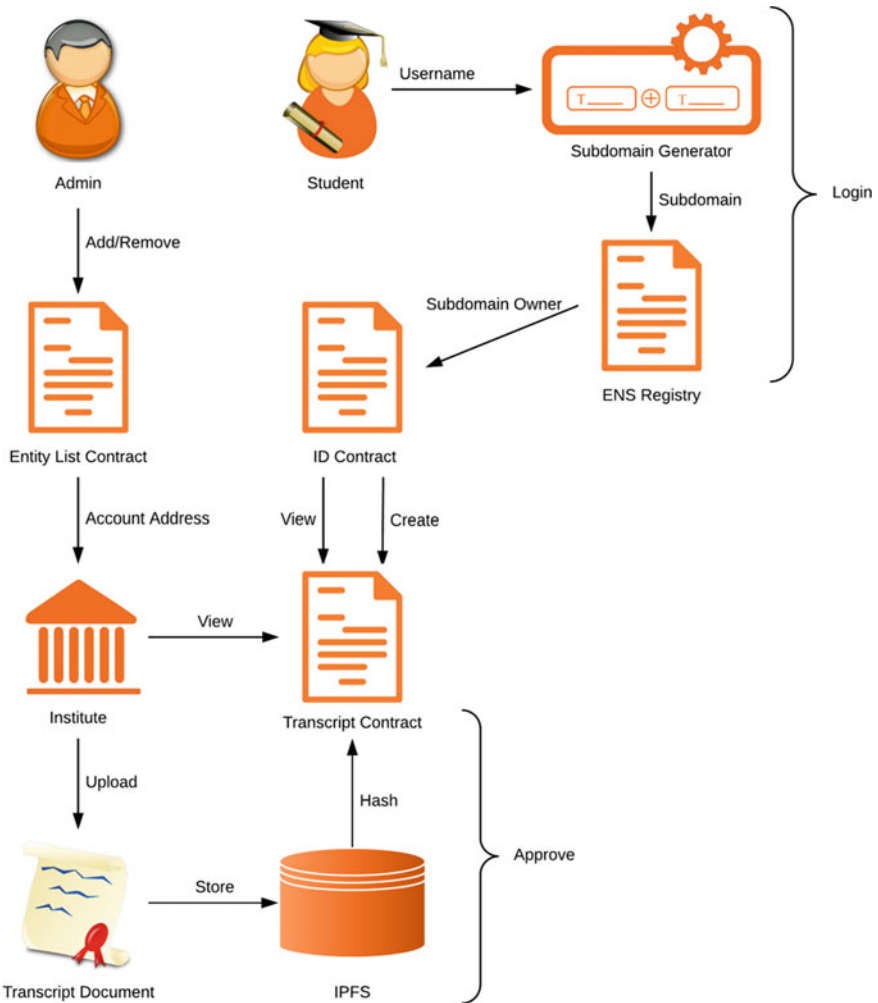 Username
T
T
Subdomain Generator
Admin
Student
Login
Subdomain
Add/Remove
Subdomain Owner
ENS Registry
Entity List Contract
ID Contract
Account Address
View
Create
View
Institute
Transcript Contract
Upload
Hash
Approve
Store
Transcript Document
IPFS